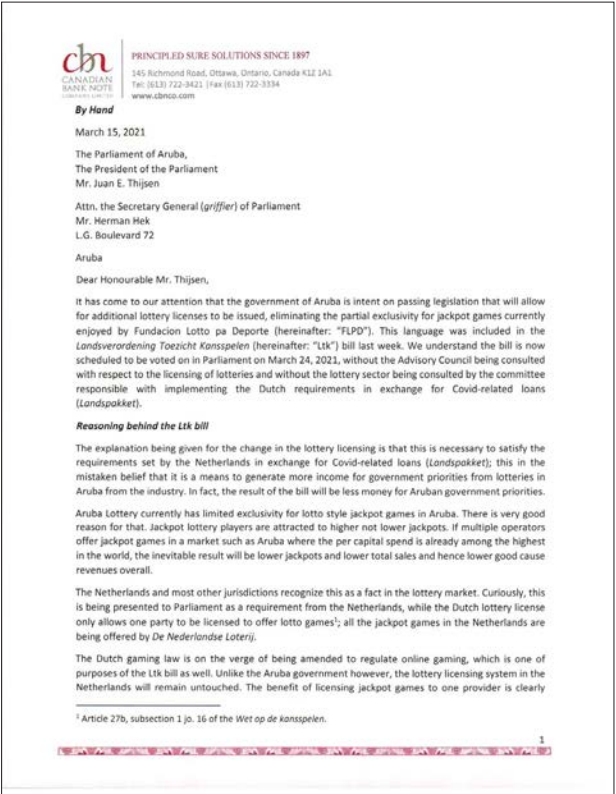 cbn
CANADIAN
BANK NOTE
COMPANY, LIMITED
PRINCIPLED SURE SOLUTIONS SINCE 1897
145 Richmond Road, Ottawa, Ontario, Canada K1Z 1A1
Tel: (613) 722-3421 |Fax (613) 722-3334
www.cbnco.com
By Hand
March 15, 2021
The Parliament of Aruba,
The President of the Parliament
Mr. Juan E. Thijsen
Attn. the Secretary General (griffier) of Parliament
Mr. Herman Hek
L.G. Boulevard 72
Aruba
Dear Honourable Mr. Thijsen,
It has come to our attention that the government of Aruba is intent on passing legislation that will allow
for additional lottery licenses to be issued, eliminating the partial exclusivity for jackpot games currently
enjoyed by Fundacion Lotto pa Deporte (hereinafter: “FLPD”). This language was included in the
Landsverordening Toezicht Kansspelen (hereinafter: “Ltk”) bill last week. We understand the bill is now
scheduled to be voted on in Parliament on March 24, 2021, without the Advisory Council being consulted
with respect to the licensing of lotteries and without the lottery sector being consulted by the committee
responsible with implementing the Dutch requirements in exchange for Covid-related loans
(Landspakket).
Reasoning behind the Ltk bill
The explanation being given for the change in the lottery licensing is that this is necessary to satisfy the
requirements set by the Netherlands in exchange for Covid-related loans (Landspakket); this in the
mistaken belief that it is a means to generate more income for government priorities from lotteries in
Aruba from the industry. In fact, the result of the bill will be less money for Aruban government priorities.
Aruba Lottery currently has limited exclusivity for lotto style jackpot games in Aruba. There is very good
reason for that. Jackpot lottery players are attracted to higher not lower jackpots. If multiple operators
offer jackpot games in a market such as Aruba where the per capital spend is already among the highest
in the world, the inevitable result will be lower jackpots and lower total sales and hence lower good cause
revenues overall.
The Netherlands and most other jurisdictions recognize this as a fact in the lottery market. Curiously, this
is being presented to Parliament as a requirement from the Netherlands, while the Dutch lottery license
only allows one party to be licensed to offer lotto games¹; all the jackpot games in the Netherlands are
being offered by De Nederlandse Loterij.
The Dutch gaming law is on the verge of being amended to regulate online gaming, which is one of
purposes of the Ltk bill as well. Unlike the Aruba government however, the lottery licensing system in the
Netherlands will remain untouched. The benefit of licensing jackpot games to one provider is clearly
¹ Article 27b, subsection 1 jo. 16 of the Wet op de kansspelen.
1